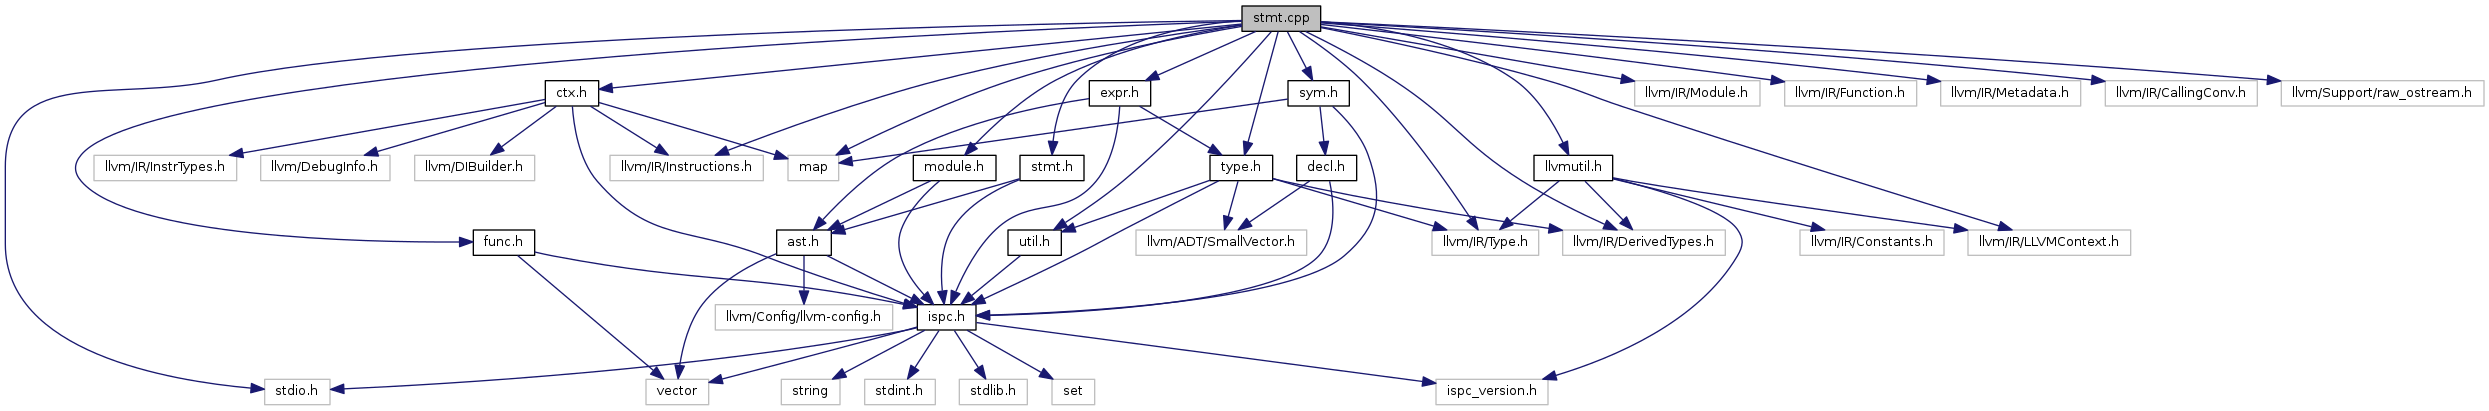 stmt.cpp
ctx.h
expr.h
sym.h
llvm/IR/Module.h
llvm/IR/Function.h
llvm/IR/Metadata.h
llvm/IR/CallingConv.h
llvm/Support/raw_ostream.h
llvm/IR/InstrTypes.h
llvm/DebugInfo.h
llvm/DIBuilder.h
llvm/IR/Instructions.h
map
module.h
stmt.h
type.h
decl.h
llvmutil.h
func.h
ast.h
util.h
llvm/ADT/SmallVector.h
llvm/IR/Type.h
llvm/IR/DerivedTypes.h
llvm/IR/Constants.h
llvm/IR/LLVMContext.h
llvm/Config/llvm-config.h
ispc.h
stdio.h
vector
string
stdint.h
stdlib.h
set
ispc_version.h